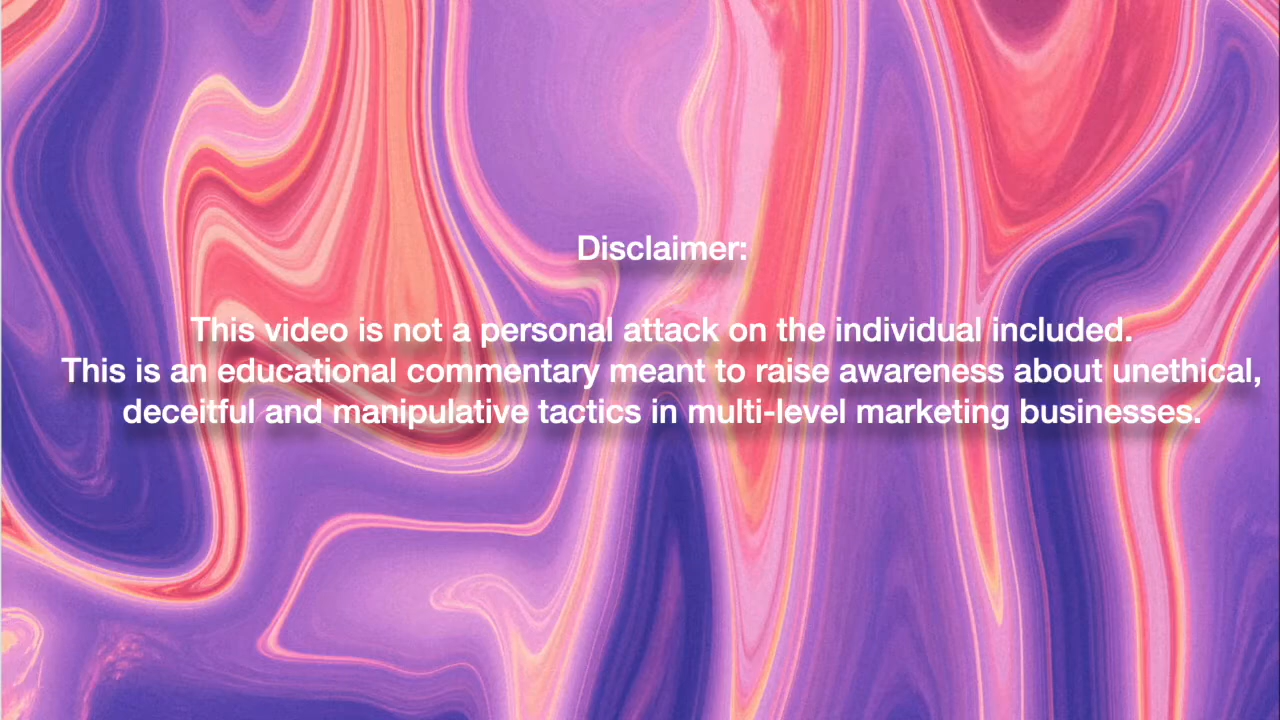 Disclaimer:
This video is not a personal attack on the individual included.
This is an educational commentary meant to raise awareness about unethical,
deceitful and manipulative tactics in multi-level marketing businesses.